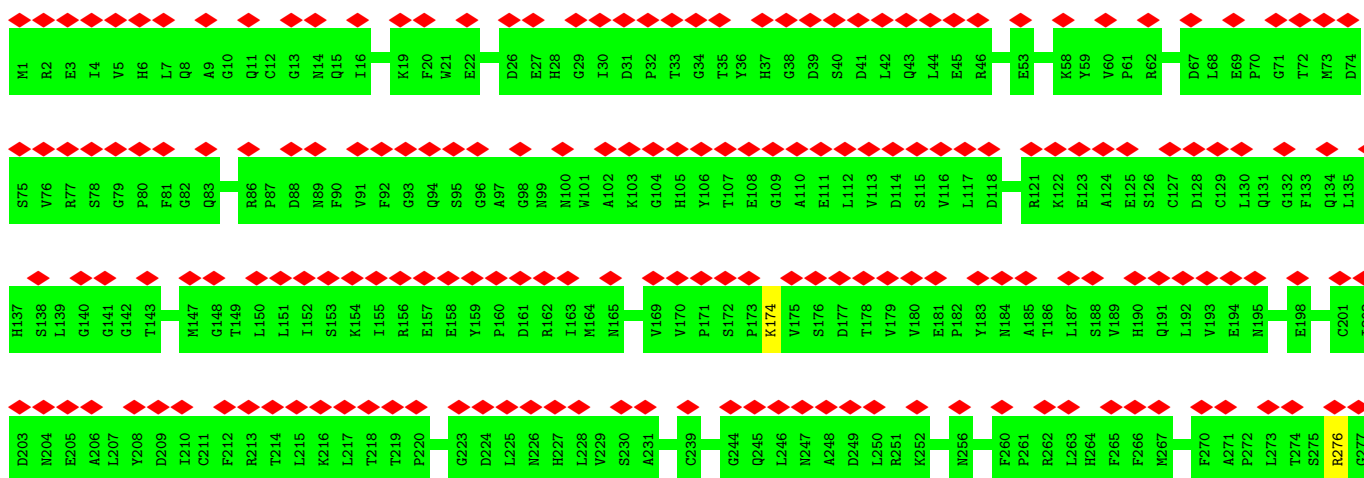 M1 R2 E3 I4 V5 H6 L7 Q8 A9 G10 Q11 C12 G13 N14 Q15 I16 K19 F20 W21 E22 D26 E27 H28 G29 I30 D31 P32 T33 G34 T35 Y36 H37 G38 D39 S40 D41 L42 Q43 L44 E45 R46 E53 K58 Y59 V60 P61 R62 D67 L68 E69 P70 G71 T72 M73 D74
S75 V76 R77 S78 G79 P80 F81 G82 Q83 R86 P87 D88 N89 F90 V91 F92 G93 Q94 S95 G96 A97 G98 N99 N100 W101 A102 K103 G104 H105 Y106 T107 E108 G109 A110 E111 L112 V113 D114 S115 V116 L117 D118 R121 K122 E123 A124 E125 S126 C127 D128 C129 L130 Q131 G132 F133 Q134 L135
H137 S138 L139 G140 G141 G142 T143 M147 G148 T149 L150 L151 I152 S153 K154 I155 R156 E157 E158 Y159 P160 D161 R162 I163 M164 N165 V169 V170 P171 S172 P173 K174 V175 S176 D177 T178 V179 V180 E181 P182 Y183 N184 A185 T186 L187 S188 V189 H190 Q191 L192 V193 E194 N195 E198 C201
D203 N204 E205 A206 L207 Y208 D209 I210 C211 F212 R213 T214 L215 K216 L217 T218 T219 P220 G223 D224 L225 N226 H227 L228 V229 S230 A231 C239 G244 Q245 L246 N247 A248 D249 L250 R251 K252 N256 F260 P261 R262 L263 H264 F265 F266 M267 F270 A271 P272 L273 T274 S275 R276 G277